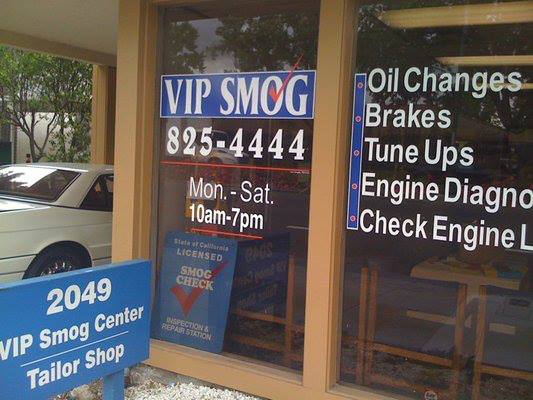 VIP SMOG
825-4444
Mon. - Sat.
10am-7pm
State of California
LICENSED
SMOG
CHECK
INSPECTION &
REPAIR STATION
Oil Changes
Brakes
Tune Ups
Engine Diagno
Check Engine L
2049
VIP Smog Center
Tailor Shop